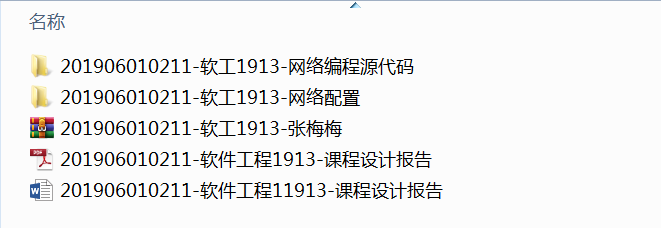 名称
201906010211-软工1913-网络编程源代码
201906010211-软工1913-网络配置
201906010211-软工1913-张梅梅
201906010211-软件工程1913-课程设计报告
201906010211-软件工程11913-课程设计报告